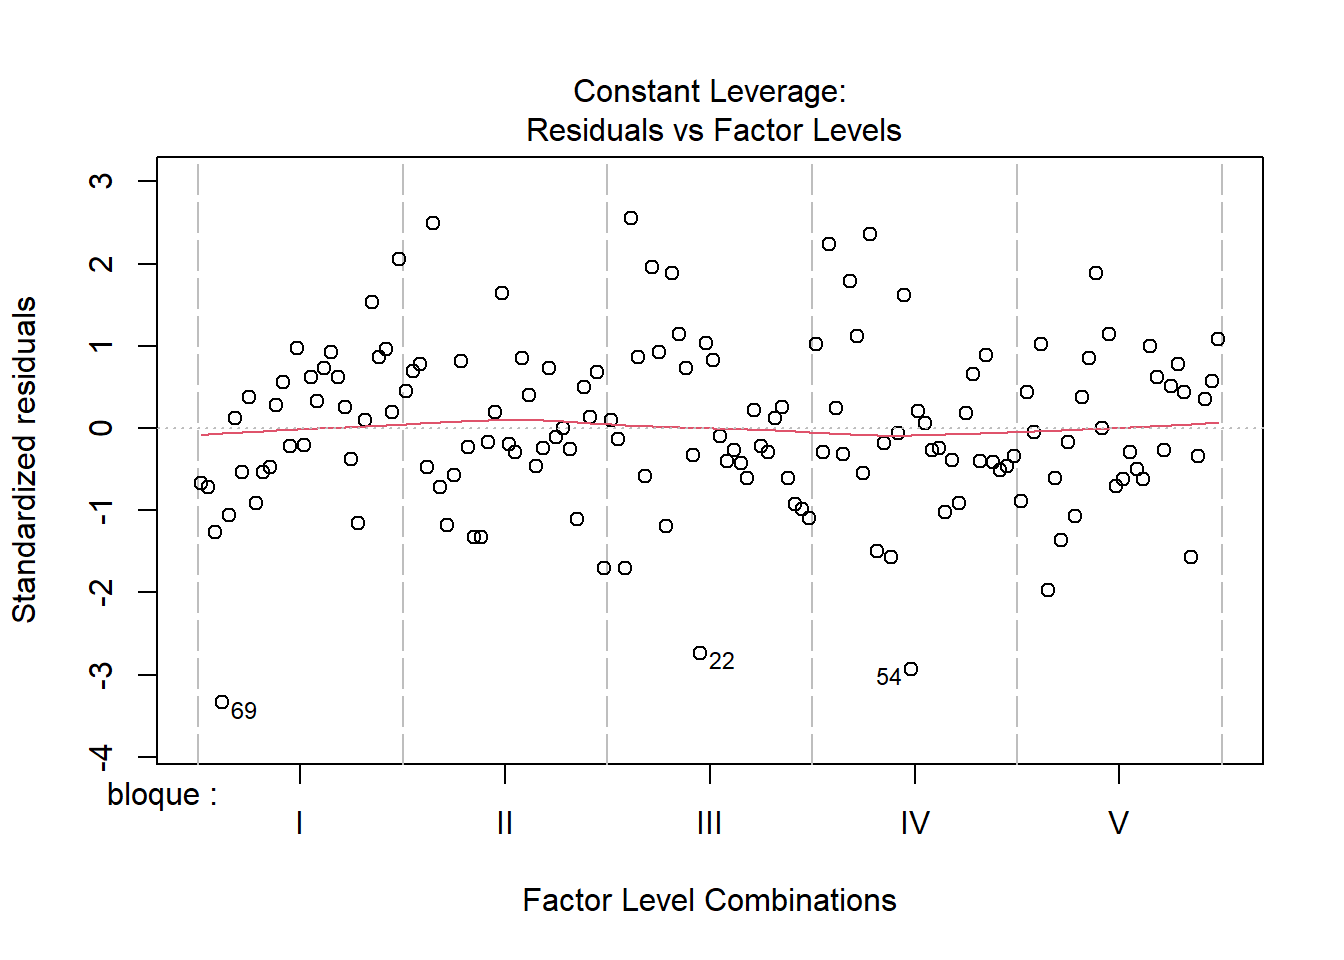 Constant Leverage:
Residuals vs Factor Levels
Standardized residuals
3
2
1
0
-1
-2
-3
-4
69
22
54
bloque :
I II III IV V
Factor Level Combinations